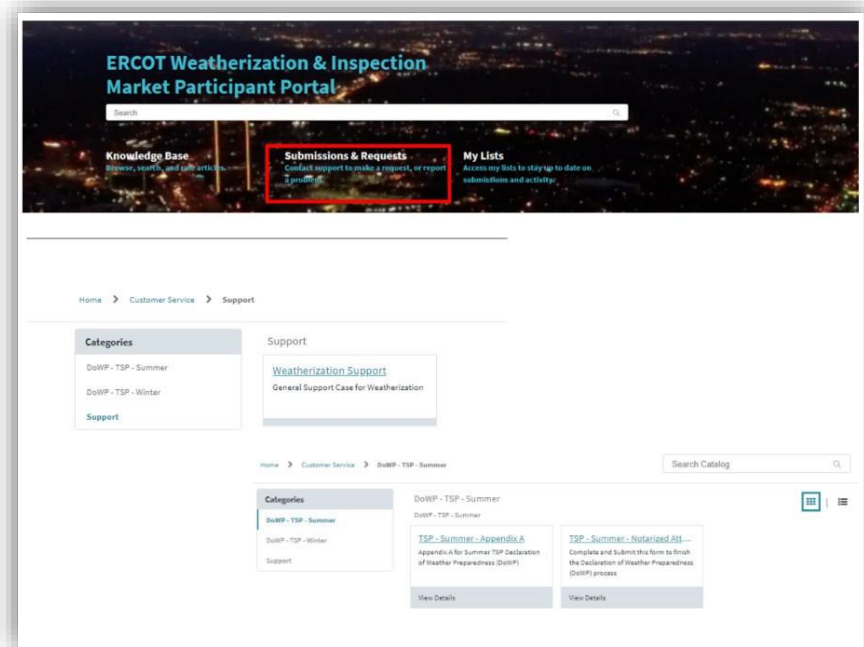 ERCOT Weatherization & Inspection
Market Participant Portal
Search
Knowledge Base
Browse, search, and rate articles.
Submissions & Requests
Contact support to make a request, or report
a problem.
My Lists
Access my lists to stay up to date on
submissions and activity.
Home > Customer Service > Support
Categories
DoWP - TSP - Summer
DoWP - TSP - Winter
Support
Support
Weatherization Support
General Support Case for Weatherization
Home > Customer Service > DoWP - TSP - Summer
Search Catalog
Categories
DoWP - TSP - Summer
DoWP - TSP - Winter
Support
DoWP - TSP - Summer
DoWP - TSP - Summer
TSP - Summer - Appendix A
Appendix A for Summer TSP Declaration
of Weather Preparedness (DoWP)
View Details
TSP - Summer - Notarized Att...
Complete and Submit this form to finish
the Declaration of Weather Preparedness
(DoWP) process
View Details